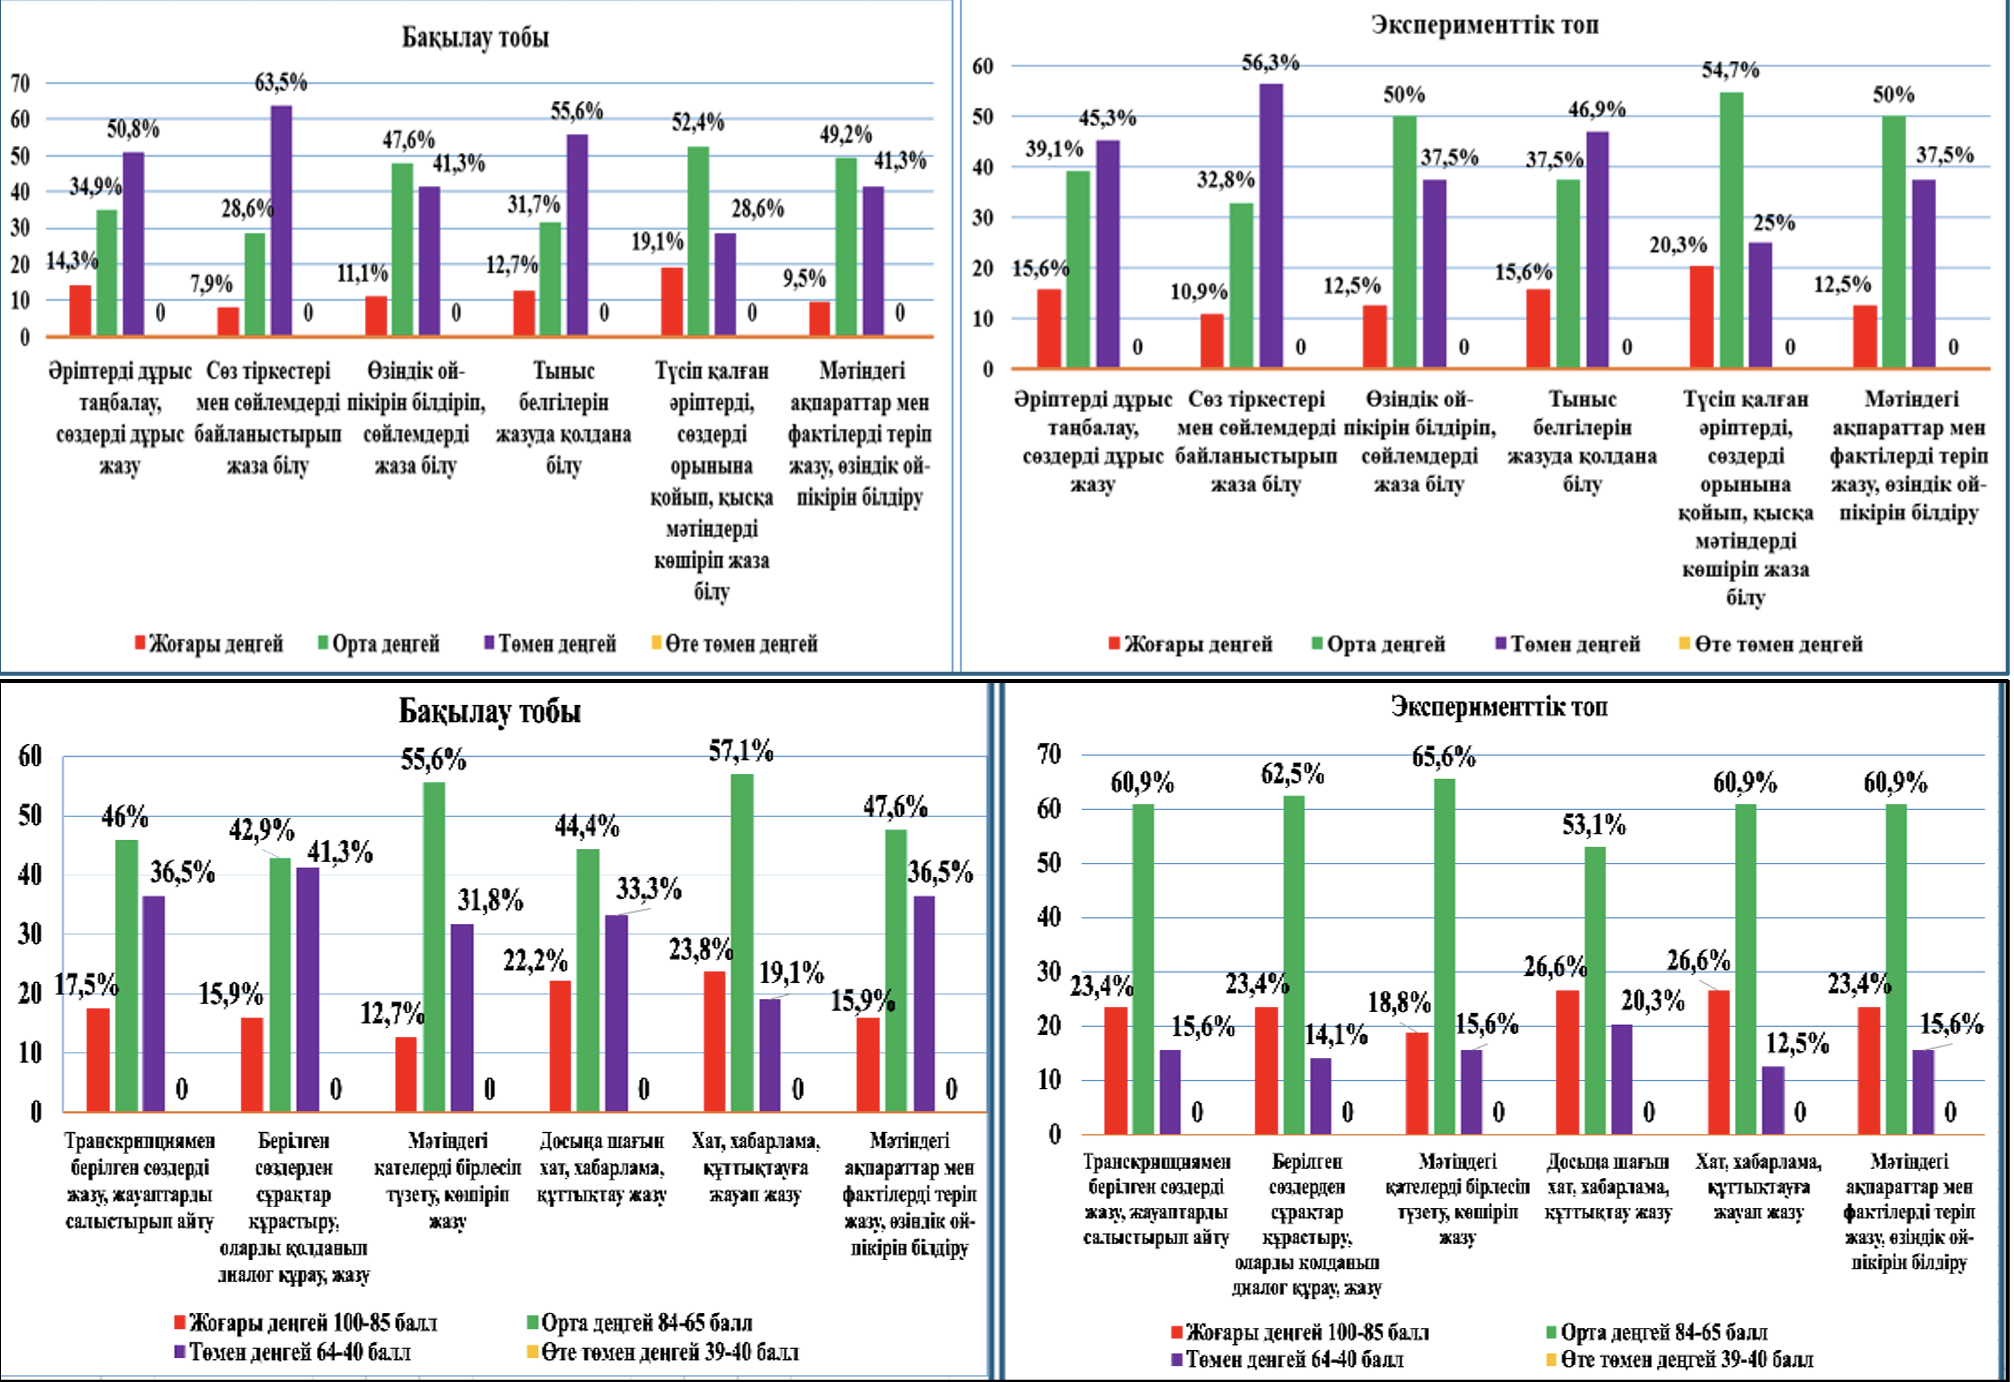 Бақылау тобы
70
60
50
40
30
20
10
0
14,3%
34,9%
50,8%
0
7,9%
28,6%
63,5%
0
11,1%
47,6%
41,3%
0
12,7%
31,7%
55,6%
0
19,1%
52,4%
28,6%
0
9,5%
49,2%
41,3%
0
Әріптерді дұрыс
таңбалау,
сөздерді дұрыс
жазу
Сөз тіркестері
мен сөйлемдерді
байланыстырып
жаза білу
Өзіндік ой-
пікірін білдіріп,
сөйлемдерді
жаза білу
Тыныс
белгілерін
жазуда қолдана
білу
Түсіп қалған
әріптерді,
сөздерді
орынына
қойып, қысқа
мәтіндерді
көшіріп жаза
білу
Мәтіндегі
ақпараттар мен
фактілерді теріп
жазу, өзіндік ой-
пікірін білдіру
Жоғары деңгей
Орта деңгей
Төмен деңгей
Өте төмен деңгей
Эксперименттік топ
60
50
40
30
20
10
0
15,6%
39,1%
45,3%
0
10,9%
32,8%
56,3%
0
12,5%
50%
37,5%
0
15,6%
37,5%
46,9%
0
20,3%
54,7%
25%
0
12,5%
50%
37,5%
0
Әріптерді дұрыс
таңбалау,
сөздерді дұрыс
жазу
Сөз тіркестері
мен сөйлемдерді
байланыстырып
жаза білу
Өзіндік ой-
пікірін білдіріп,
сөйлемдерді
жаза білу
Тыныс
белгілерін
жазуда қолдана
білу
Түсіп қалған
әріптерді,
сөздерді
орынына
қойып, қысқа
мәтіндерді
көшіріп жаза
білу
Мәтіндегі
ақпараттар мен
фактілерді теріп
жазу, өзіндік ой-
пікірін білдіру
Жоғары деңгей
Орта деңгей
Төмен деңгей
Өте төмен деңгей
Бақылау тобы
60
50
40
30
20
10
0
17,5%
46%
36,5%
0
15,9%
42,9%
41,3%
0
12,7%
55,6%
31,8%
0
22,2%
44,4%
33,3%
0
23,8%
57,1%
19,1%
0
15,9%
47,6%
36,5%
0
Транскрипциямен
берілген сөздерді
жазу, жауаптарды
салыстырып айту
Берілген
сөздерден
сұрақтар
құрастыру,
оларды қолданып
диалог құрау, жазу
Мәтіндегі
қателерді бірлесіп
түзету, көшіріп
жазу
Досыңа шағын
хат, хабарлама,
құттықтау жазу
Хат, хабарлама,
құттықтауға
жауап жазу
Мәтіндегі
ақпараттар мен
фактілерді теріп
жазу, өзіндік ой-
пікірін білдіру
Жоғары деңгей 100-85 балл
Орта деңгей 84-65 балл
Төмен деңгей 64-40 балл
Өте төмен деңгей 39-40 балл
Эксперименттік топ
70
60
50
40
30
20
10
0
23,4%
60,9%
15,6%
0
23,4%
62,5%
14,1%
0
18,8%
65,6%
15,6%
0
26,6%
53,1%
20,3%
0
26,6%
60,9%
12,5%
0
23,4%
60,9%
15,6%
0
Транскрипциямен
берілген сөздерді
жазу, жауаптарды
салыстырып айту
Берілген
сөздерден
сұрақтар
құрастыру,
оларды қолданып
диалог құрау, жазу
Мәтіндегі
қателерді бірлесіп
түзету, көшіріп
жазу
Досыңа шағын
хат, хабарлама,
құттықтау жазу
Хат, хабарлама,
құттықтауға
жауап жазу
Мәтіндегі
ақпараттар мен
фактілерді теріп
жазу, өзіндік ой-
пікірін білдіру
Жоғары деңгей 100-85 балл
Орта деңгей 84-65 балл
Төмен деңгей 64-40 балл
Өте төмен деңгей 39-40 балл